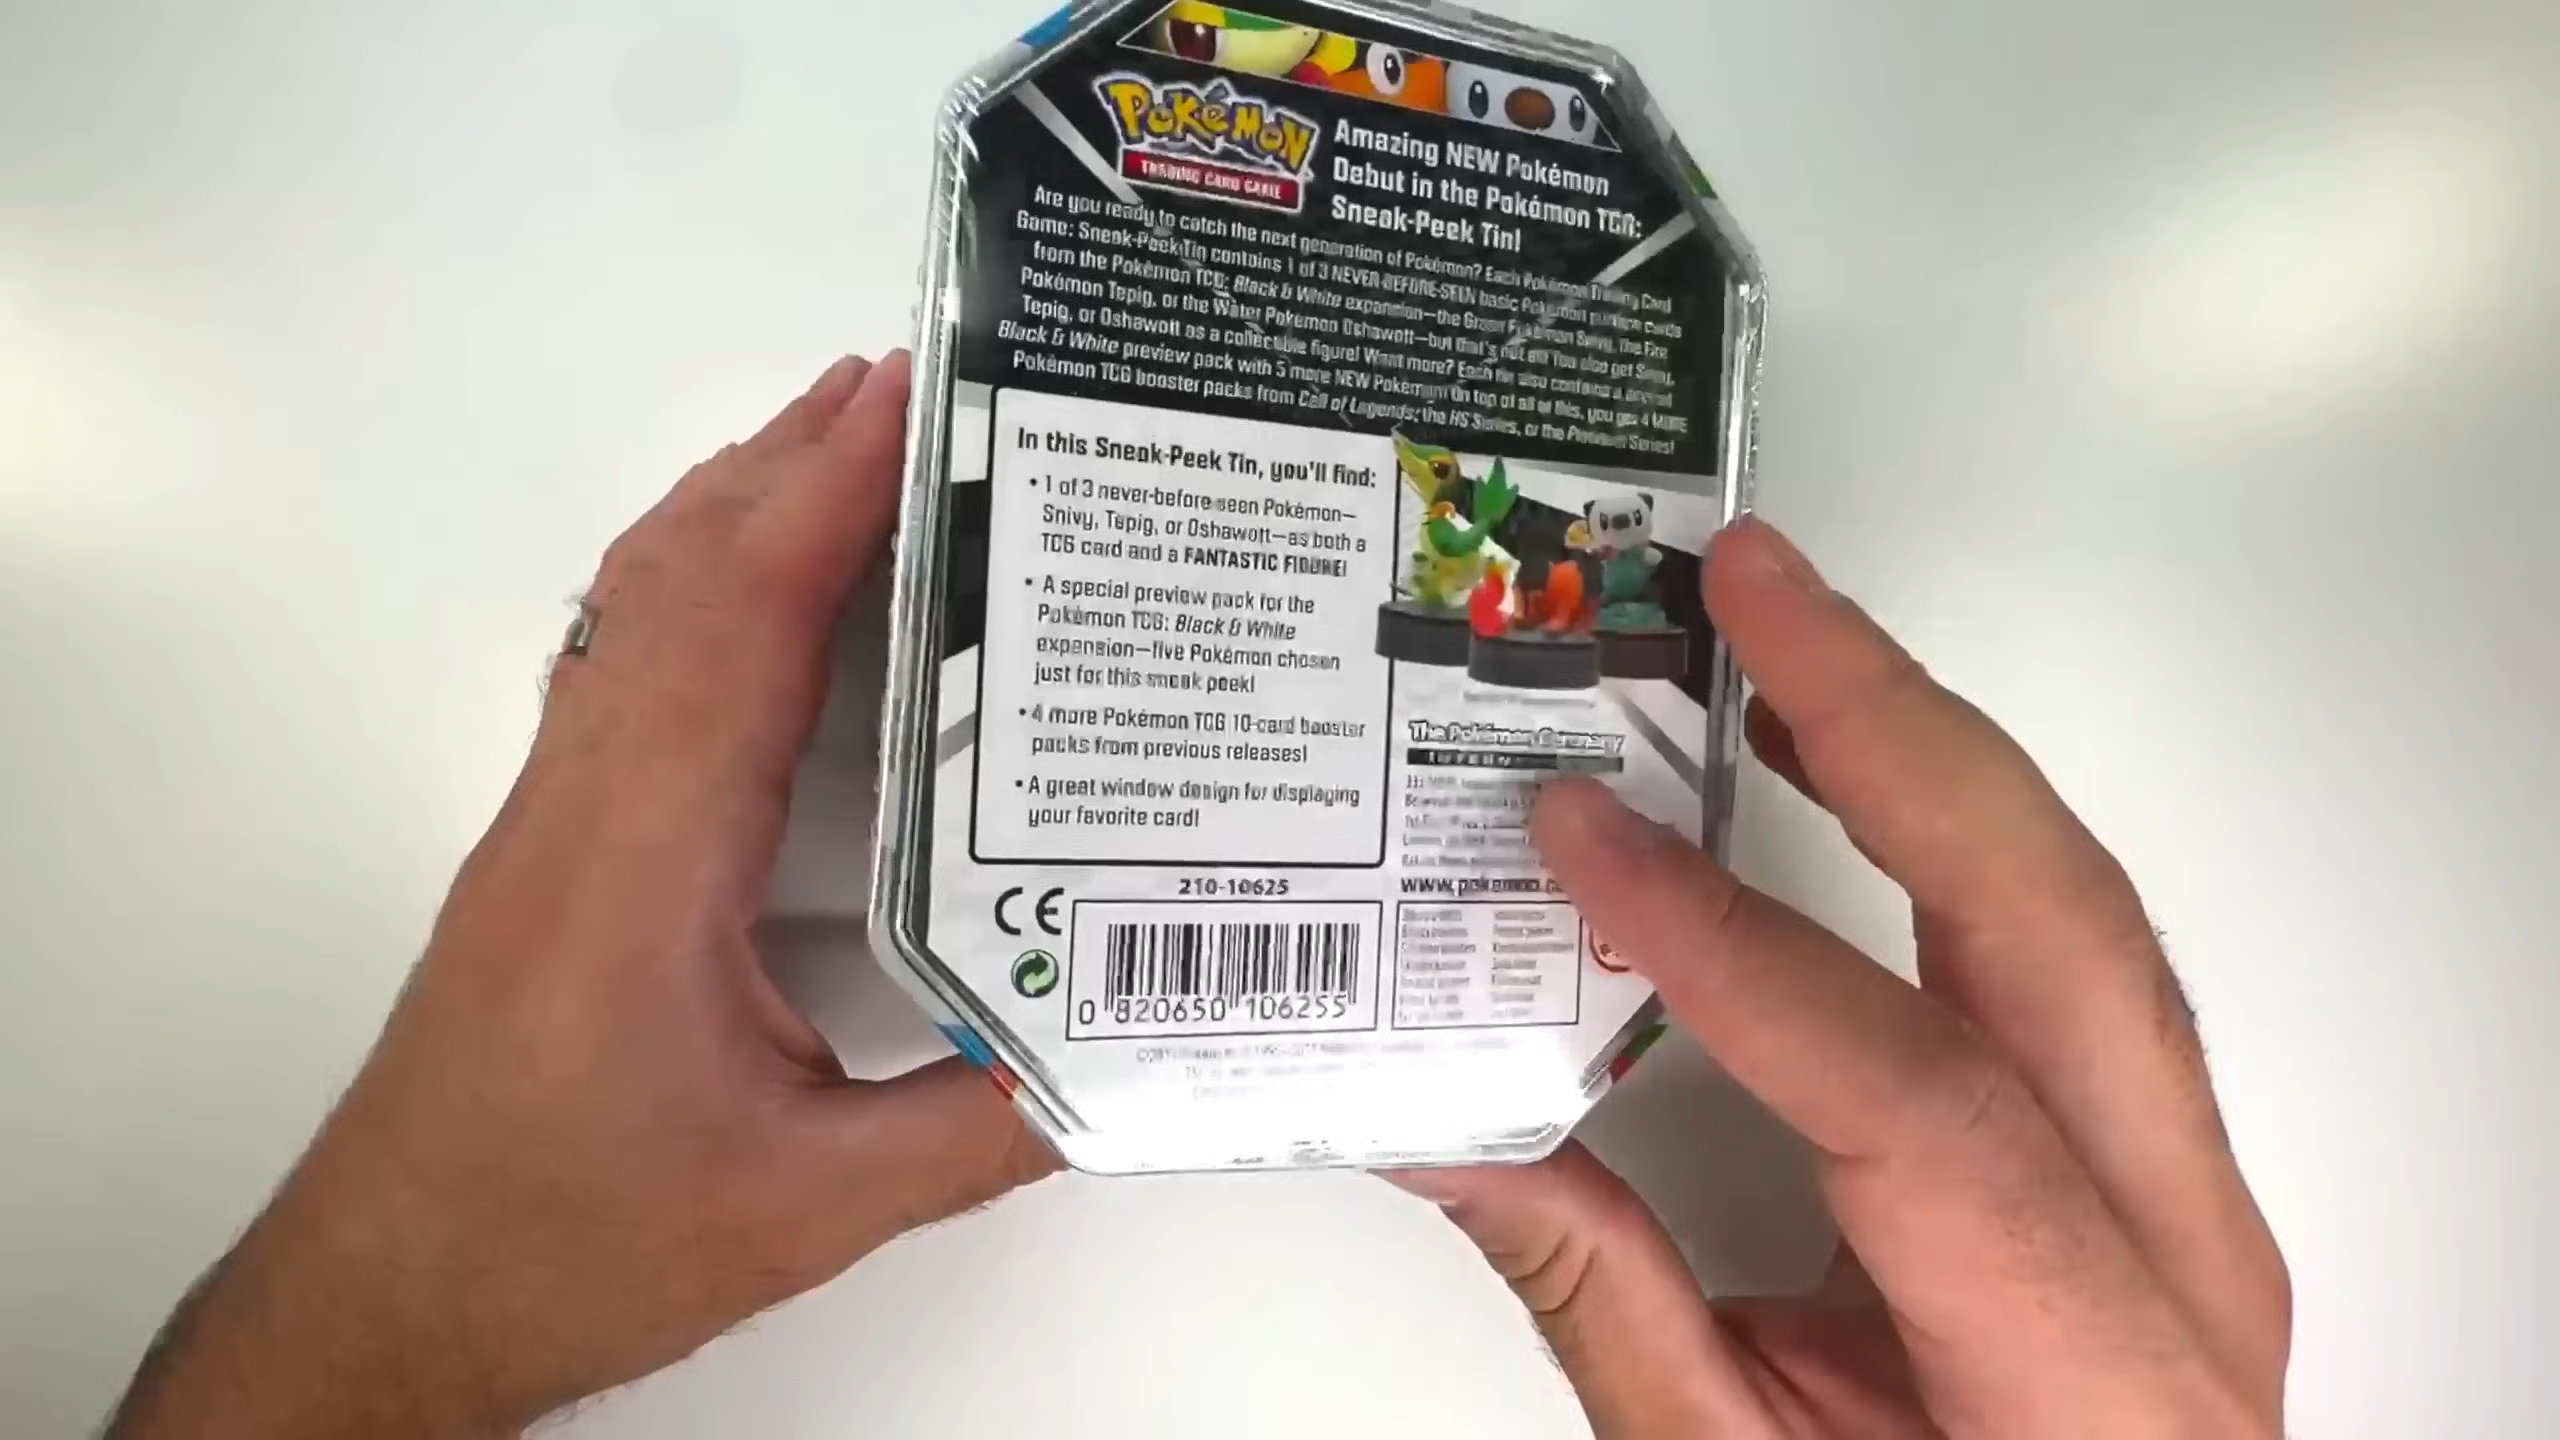 POKéMON
TRADING CARD GAME
Amazing NEW Pokémon
Debut in the Pokémon TCG:
Sneak-Peek Tin!
Are you ready to catch the next generation of Pokémon? Each Pokémon Trading Card
Game: Sneak-Peek Tin contains 1 of 3 NEVER-BEFORE-SEEN basic Pokémon
from the Pokémon TCG: Black & White expansion—the Grass Pokémon Snivy, the Fire
Pokémon Tepig, or the Water Pokémon Oshawott—but that's not all! You also get Snivy,
Tepig, or Oshawott as a collectible figure! Want more? Each tin also contains a
Black & White preview pack with 5 more NEW Pokémon! On top of all of this, you get 4 MORE
Pokémon TCG booster packs from Call of Legends, the HS Series, or the Platinum Series!
In this Sneak-Peek Tin, you'll find:
• 1 of 3 never-before seen Pokémon—
Snivy, Tepig, or Oshawott—as both a
TCG card and a FANTASTIC FIGURE!
• A special preview pack for the
Pokémon TCG: Black & White
expansion—five Pokémon chosen
just for this sneak peek!
• 4 more Pokémon TCG 10-card booster
packs from previous releases!
• A great window design for displaying
your favorite card!
The Pokémon Company
www.pokemon.
210-10625
CE
0 820650 106255